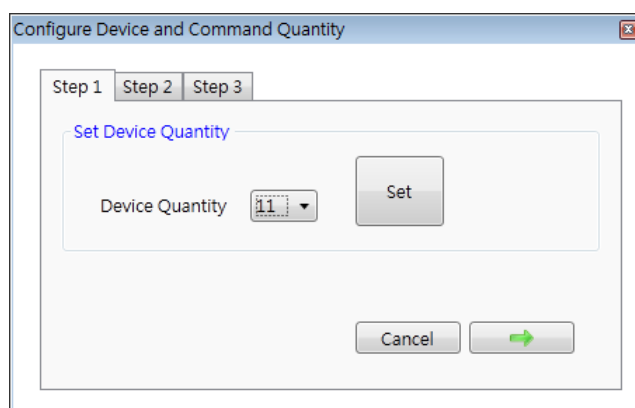 Configure Device and Command Quantity
Step 1 Step 2 Step 3
Set Device Quantity
Device Quantity 11 Set
Cancel